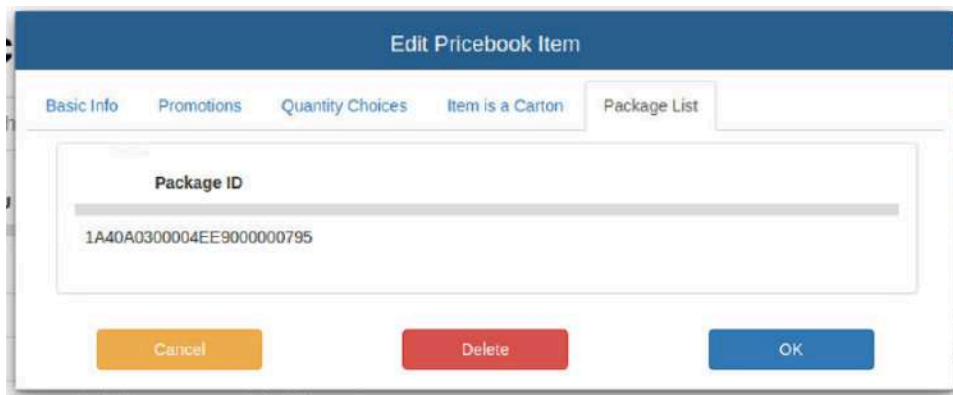 Edit Pricebook Item
Basic Info Promotions Quantity Choices Item is a Carton Package List
Package ID
1A40A0300004EE9000000795
Cancel Delete OK